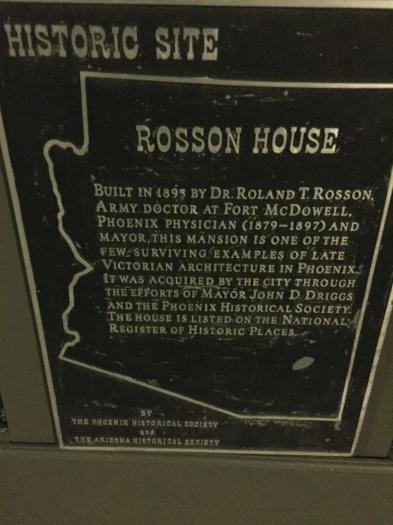 HISTORIC SITE
ROSSON HOUSE
BUILT IN 1895 BY DR. ROLAND T. ROSSON,
ARMY DOCTOR AT FORT MCDOWELL,
PHOENIX PHYSICIAN (1879-1897) AND
MAYOR, THIS MANSION IS ONE OF THE
FEW SURVIVING EXAMPLES OF LATE
VICTORIAN ARCHITECTURE IN PHOENIX.
IT WAS ACQUIRED BY THE CITY THROUGH
THE EFFORTS OF MAYOR JOHN D. DRIGGS
AND THE PHOENIX HISTORICAL SOCIETY.
THE HOUSE IS LISTED ON THE NATIONAL
REGISTER OF HISTORIC PLACES.
BY
THE PHOENIX HISTORICAL SOCIETY
and
THE ARIZONA HISTORICAL SOCIETY